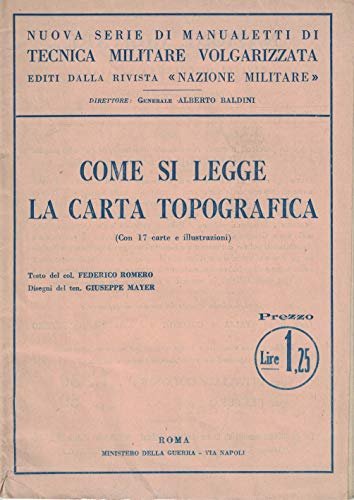 NUOVA SERIE DI MANUALETTI DI
TECNICA MILITARE VOLGARIZZATA
EDITI DALLA RIVISTA «NAZIONE MILITARE»
DIRETTORE: GENERALE ALBERTO BALDINI
COME SI LEGGE
LA CARTA TOPOGRAFICA
(Con 17 carte e illustrazioni)
Testo del col. FEDERICO ROMERO
Disegni del ten. GIUSEPPE MAYER
Prezzo
Lire 1,25
ROMA
MINISTERO DELLA GUERRA - VIA NAPOLI